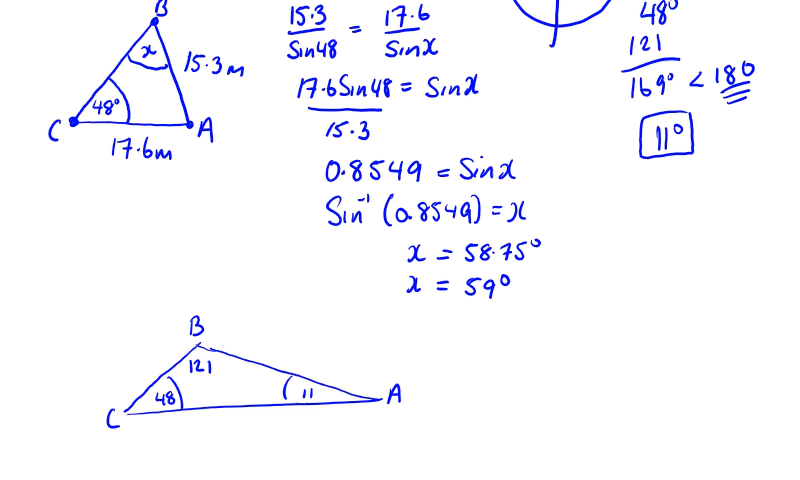 B
x
15.3m
48°
C
A
17.6m
15.3/Sin48 = 17.6/Sinx
17.6Sin48/15.3 = Sinx
0.8549 = Sinx
Sin⁻¹ (0.8549) = x
x = 58.75°
x = 59°
48°
121
169° < 180
11°
B
121
48
11
C
A